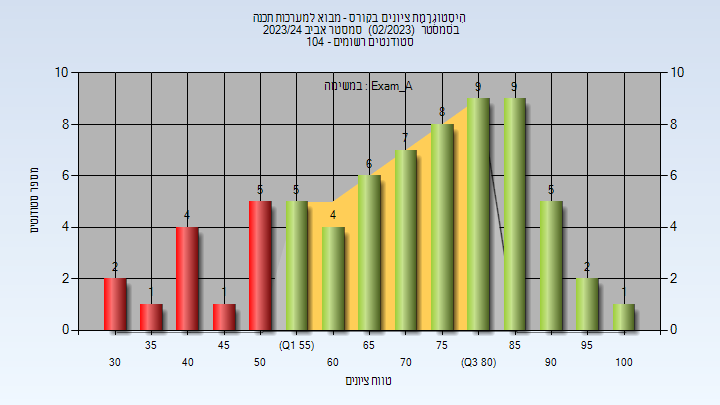 הִיסְטוֹגְרָמַת ציונים בקורס - מבוא למערכות תכנה
בסמסטר (02/2023) סמסטר אביב 2023/24
סטודנטים רשומים - 104
במשימה : Exam_A
10 10
8 8
6 6
4 4
2 2
0 0
2 1 4 1 5 5 4 6 7 8 9 9 5 2 1
מספר סטודנטים
35 45 (Q1 55) 65 75 85 95
30 40 50 60 70 (Q3 80) 90 100
טווח ציונים